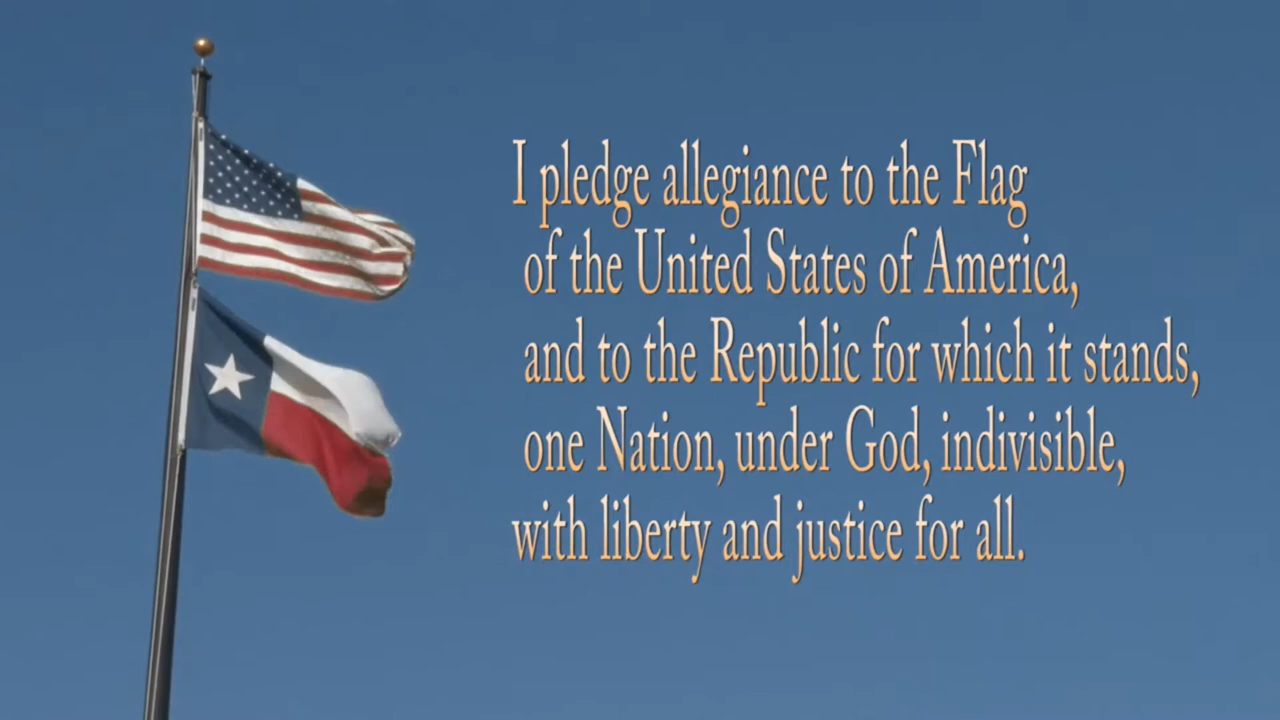 I pledge allegiance to the Flag
of the United States of America,
and to the Republic for which it stands,
one Nation, under God, indivisible,
with liberty and justice for all.